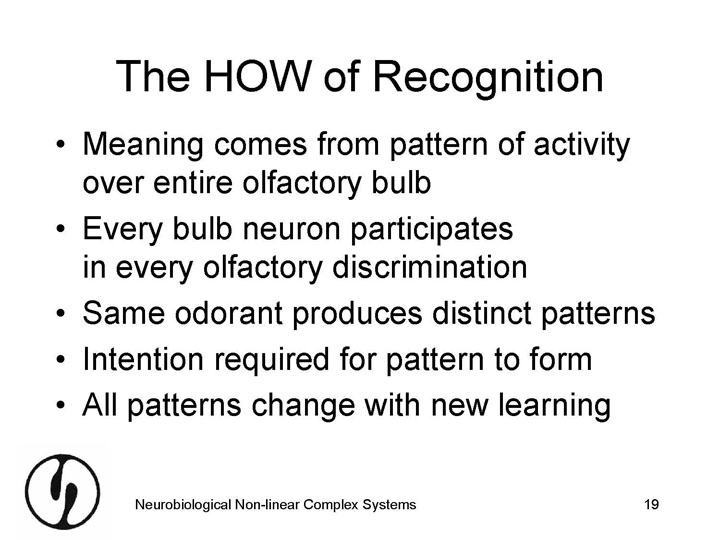 The HOW of Recognition
• Meaning comes from pattern of activity
over entire olfactory bulb
• Every bulb neuron participates
in every olfactory discrimination
• Same odorant produces distinct patterns
• Intention required for pattern to form
• All patterns change with new learning
Neurobiological Non-linear Complex Systems
19